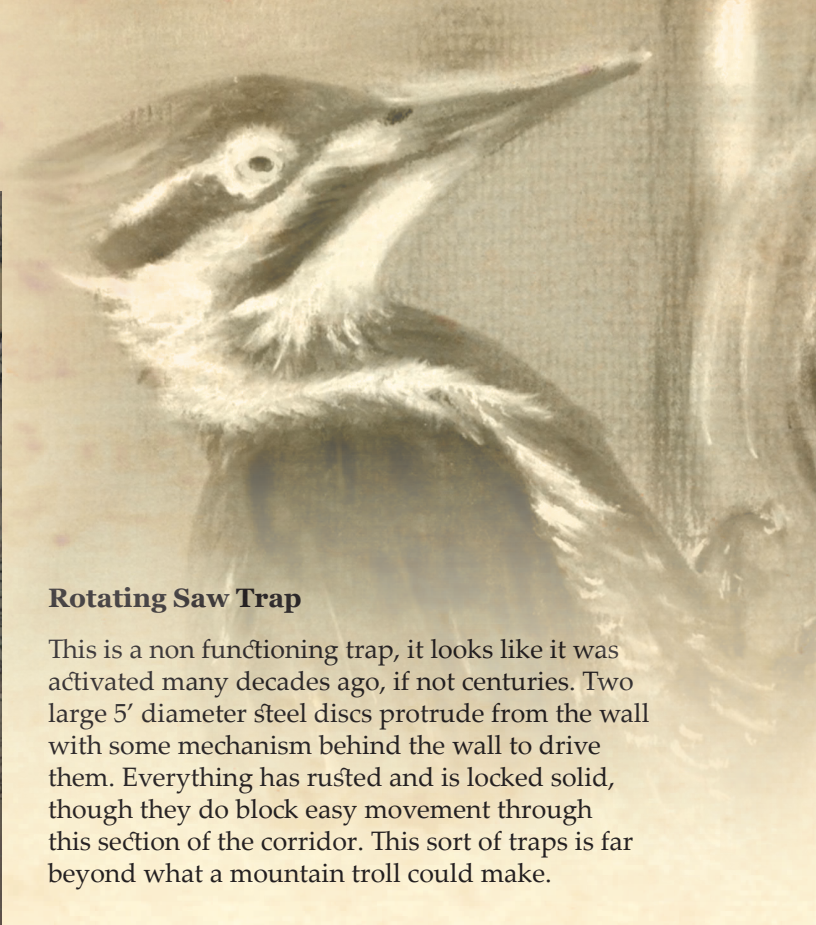 Rotating Saw Trap
This is a non functioning trap, it looks like it was
activated many decades ago, if not centuries. Two
large 5′ diameter steel discs protrude from the wall
with some mechanism behind the wall to drive
them. Everything has rusted and is locked solid,
though they do block easy movement through
this section of the corridor. This sort of traps is far
beyond what a mountain troll could make.